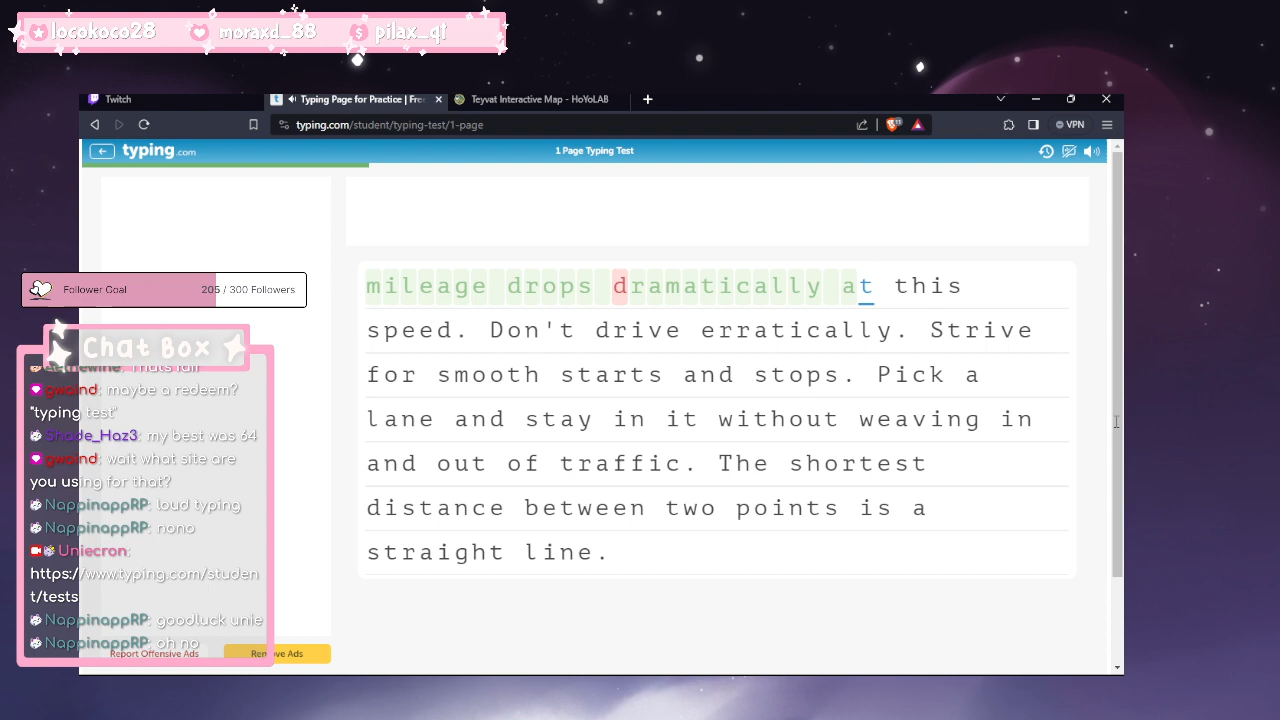 locokoco28 moraxd_88 pilax_qt
Twitch Typing Page for Practice | Fre Teyvat Interactive Map - HoYoLAB
typing.com/student/typing-test/1-page VPN
typing.com 1 Page Typing Test
mileage drops dramatically at this
speed. Don't drive erratically. Strive
for smooth starts and stops. Pick a
lane and stay in it without weaving in
and out of traffic. The shortest
distance between two points is a
straight line.
Follower Goal 205 / 300 Followers
Chat Box
gwaind: maybe a redeem?
"typing test"
Shade_Haz3: my best was 64
gwaind: wait what site are
you using for that?
NappinappRP: loud typing
NappinappRP: nono
Uniecron:
https://www.typing.com/studen
t/tests
NappinappRP: goodluck unie
NappinappRP: oh no
Report Offensive Ads Remove Ads